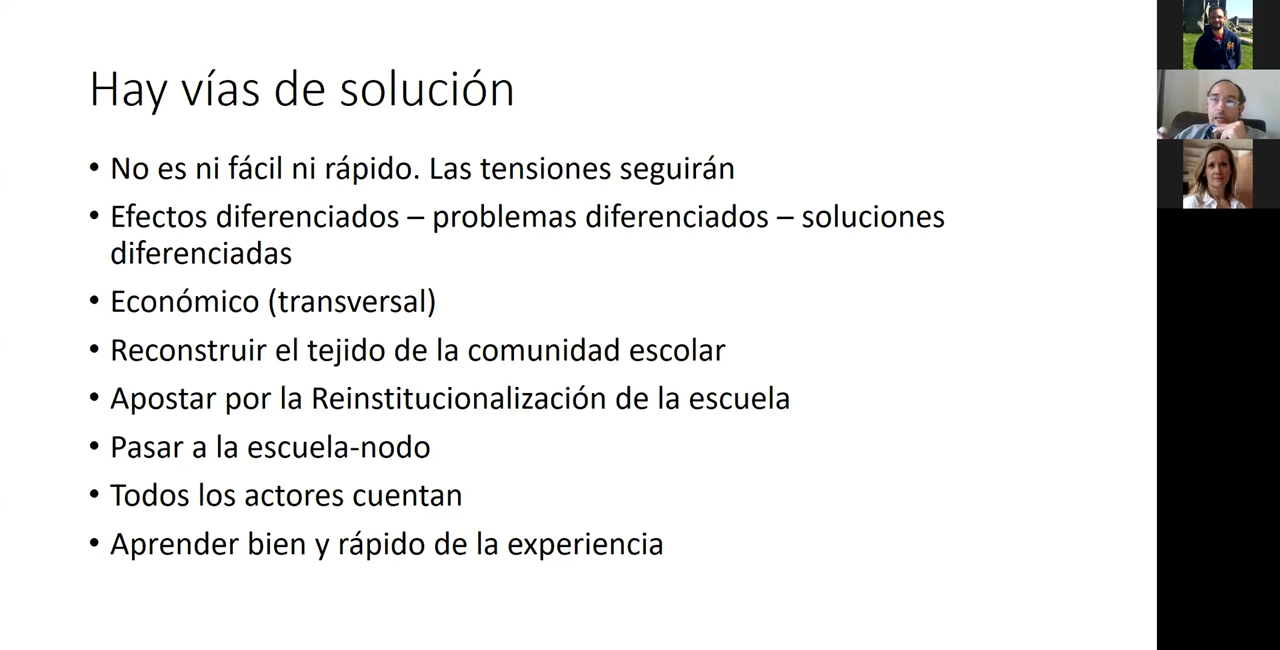 Hay vías de solución
• No es ni fácil ni rápido. Las tensiones seguirán
• Efectos diferenciados – problemas diferenciados – soluciones
diferenciadas
• Económico (transversal)
• Reconstruir el tejido de la comunidad escolar
• Apostar por la Reinstitucionalización de la escuela
• Pasar a la escuela-nodo
• Todos los actores cuentan
• Aprender bien y rápido de la experiencia